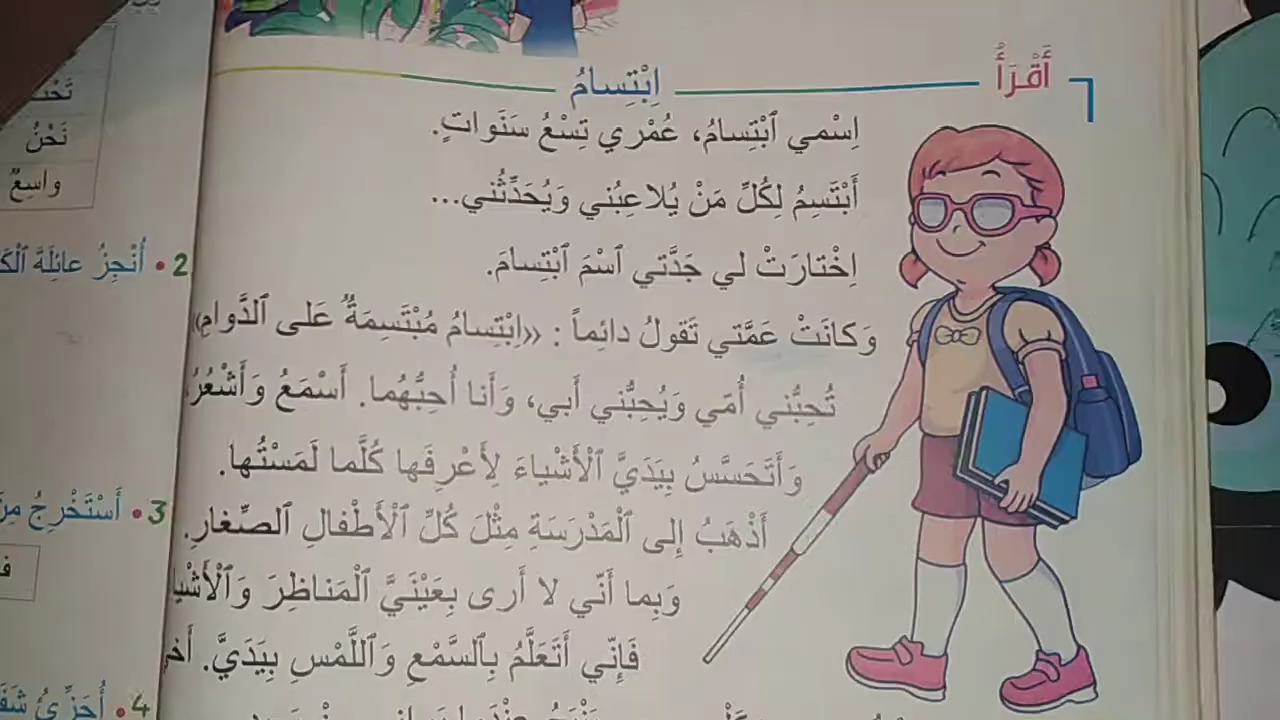 أَقْرَأُ
اِبْتِسامُ
اِسْمي ٱبْتِسامُ، عُمْري تِسْعُ سَنَواتٍ.
أَبْتَسِمُ لِكُلِّ مَنْ يُلاعِبُني وَيُحَدِّثُني...
اِخْتارَتْ لي جَدَّتي ٱسْمَ ٱبْتِسامَ.
وَكانَتْ عَمَّتي تَقولُ دائِماً : «اِبْتِسامُ مُبْتَسِمَةٌ عَلى ٱلدَّوامِ»
تُحِبُّني أُمّي وَيُحِبُّني أَبي، وَأَنا أُحِبُّهُما. أَسْمَعُ وَأَشْعُرُ
وَأَتَحَسَّسُ بِيَدَيَّ ٱلْأَشْياءَ لِأَعْرِفَها كُلَّما لَمَسْتُها.
أَذْهَبُ إِلى ٱلْمَدْرَسَةِ مِثْلَ كُلِّ ٱلْأَطْفالِ ٱلصِّغارِ.
وَبِما أَنّي لا أَرى بِعَيْنَيَّ ٱلْمَناظِرَ
فَإِنّي أَتَعَلَّمُ بِٱلسَّمْعِ وَٱللَّمْسِ بِيَدَيَّ.
نَحْنُ
واسِعٌ
2 • أُنْجِزُ عائِلَةَ
3 • أَسْتَخْرِجُ
4 •